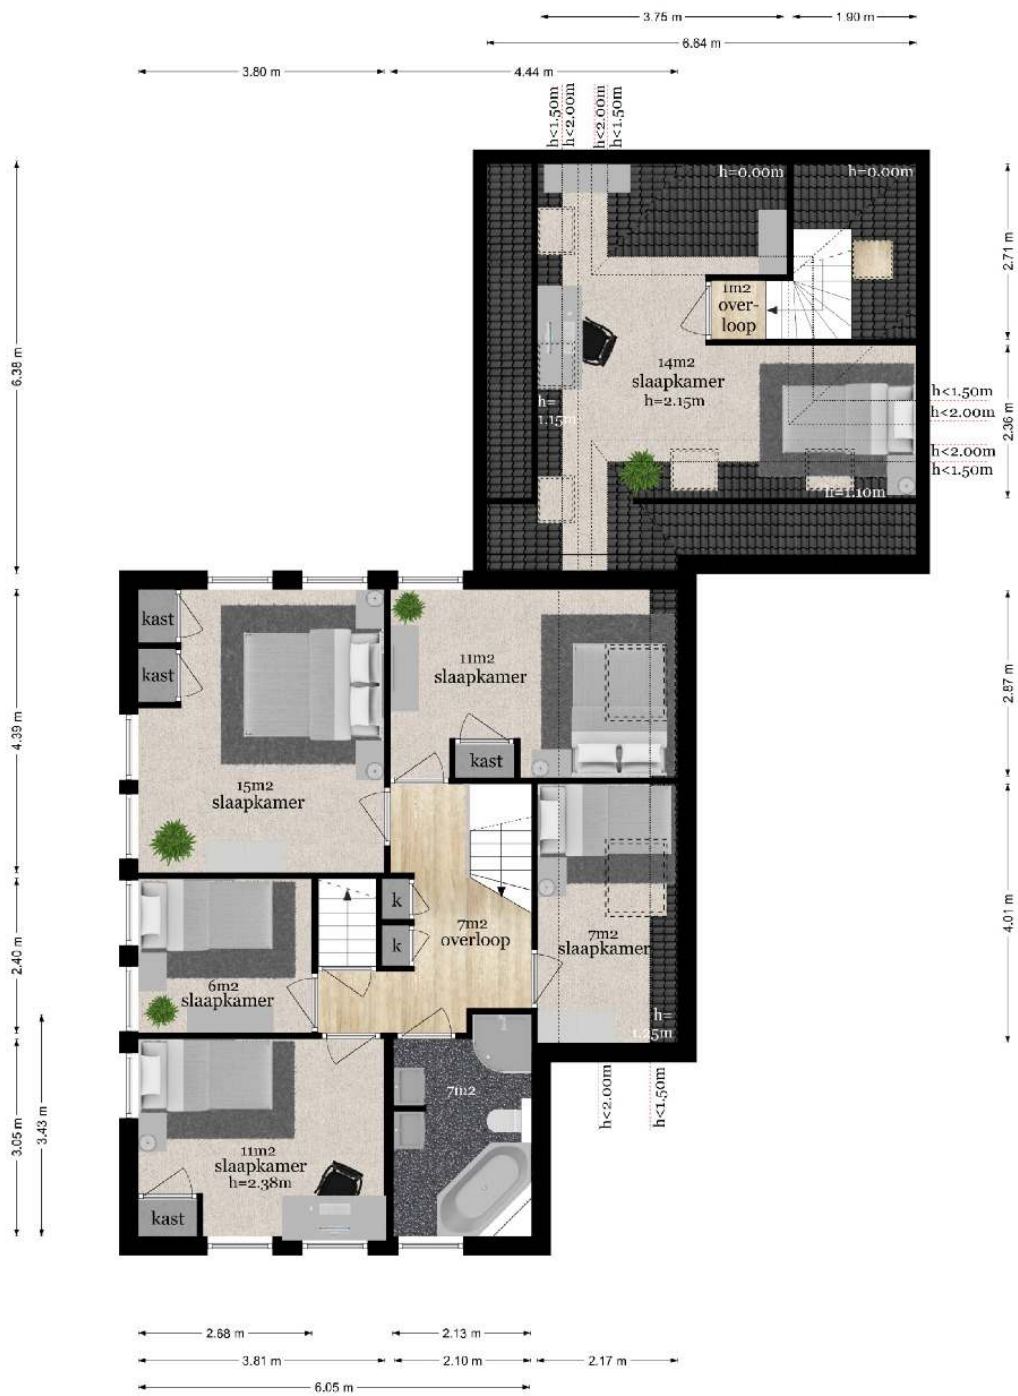 3.75 m
1.90 m
6.64 m
3.80 m
4.44 m
h<1.50m
h<2.00m
h<2.00m
h<1.50m
h=0.00m
h=0.00m
6.38 m
2.71 m
1m2
over-
loop
14m2
slaapkamer
h=2.15m
h=
1.15m
h<1.50m
h<2.00m
h<2.00m
h<1.50m
2.36 m
h=1.10m
kast
kast
11m2
slaapkamer
kast
15m2
slaapkamer
4.39 m
2.87 m
k
k
7m2
overloop
7m2
slaapkamer
h=
1.25m
4.01 m
2.40 m
6m2
slaapkamer
7m2
h<2.00m
h<1.50m
3.05 m
3.43 m
11m2
slaapkamer
h=2.38m
kast
2.68 m
2.13 m
3.81 m
2.10 m
2.17 m
6.05 m